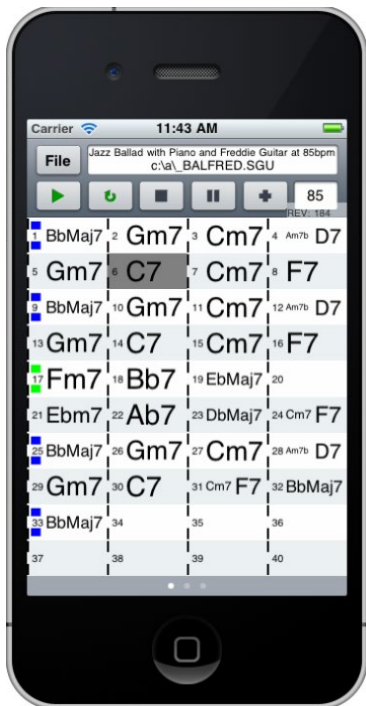 Carrier 11:43 AM
File
Jazz Ballad with Piano and Freddie Guitar at 85bpm
c:\a\_BALFRED.SGU
85
REV: 184
1 BbMaj7 2 Gm7 3 Cm7 4 Am7b D7
5 Gm7 6 C7 7 Cm7 8 F7
9 BbMaj7 10 Gm7 11 Cm7 12 Am7b D7
13 Gm7 14 C7 15 Cm7 16 F7
17 Fm7 18 Bb7 19 EbMaj7 20
21 Ebm7 22 Ab7 23 DbMaj7 24 Cm7 F7
25 BbMaj7 26 Gm7 27 Cm7 28 Am7b D7
29 Gm7 30 C7 31 Cm7 F7 32 BbMaj7
33 BbMaj7 34 35 36
37 38 39 40